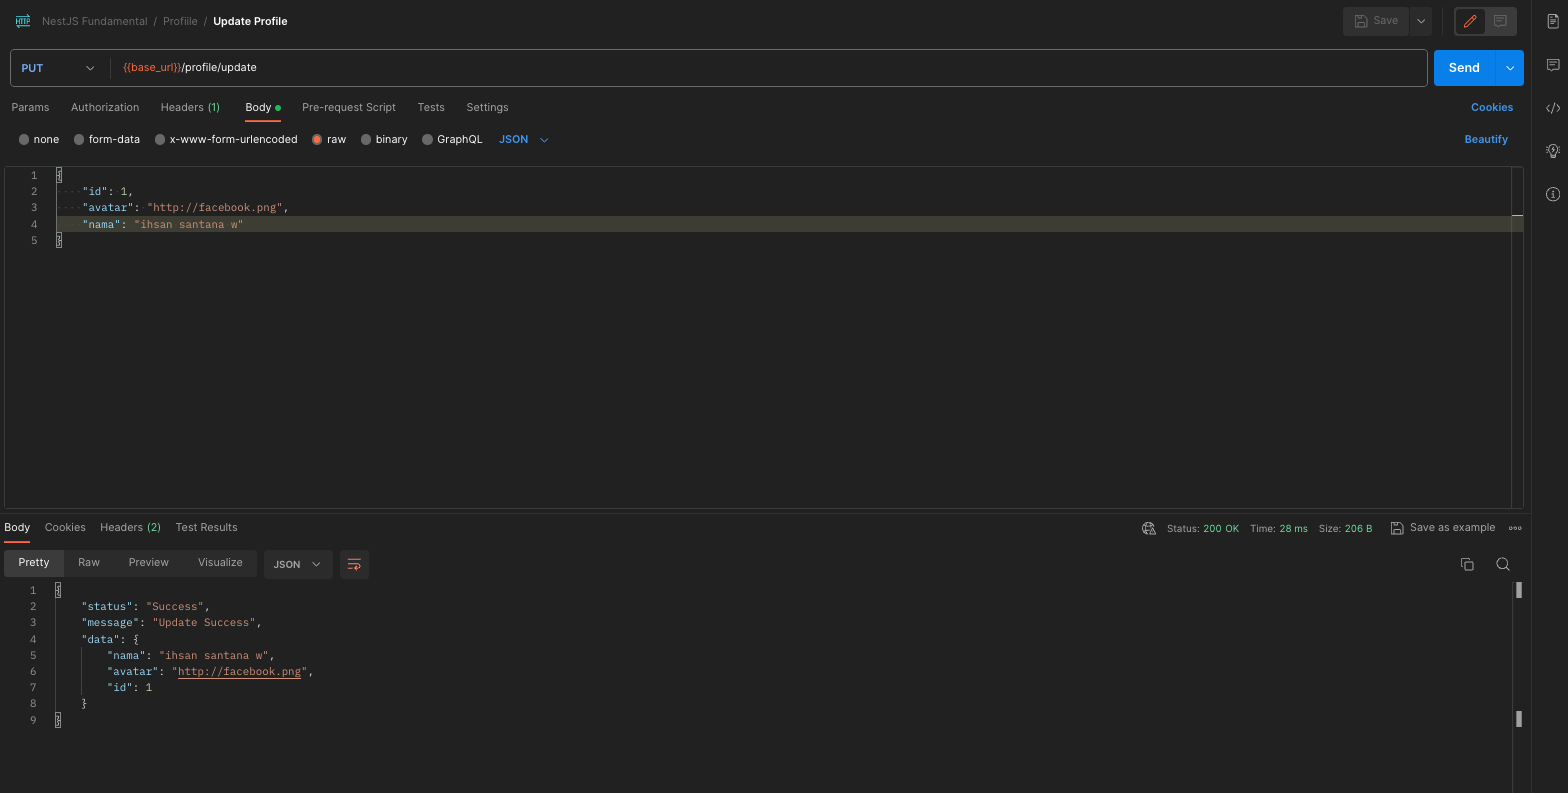 HTTP NestJS Fundamental / Profiile / Update Profile Save
PUT {{base_url}}/profile/update Send
Params Authorization Headers (1) Body Pre-request Script Tests Settings Cookies
none form-data x-www-form-urlencoded raw binary GraphQL JSON Beautify
1 {
2 "id": 1,
3 "avatar": "http://facebook.png",
4 "nama": "ihsan santana w"
5 }
Body Cookies Headers (2) Test Results Status: 200 OK Time: 28 ms Size: 206 B Save as example
Pretty Raw Preview Visualize JSON
1 {
2 "status": "Success",
3 "message": "Update Success",
4 "data": {
5 "nama": "ihsan santana w",
6 "avatar": "http://facebook.png",
7 "id": 1
8 }
9 }